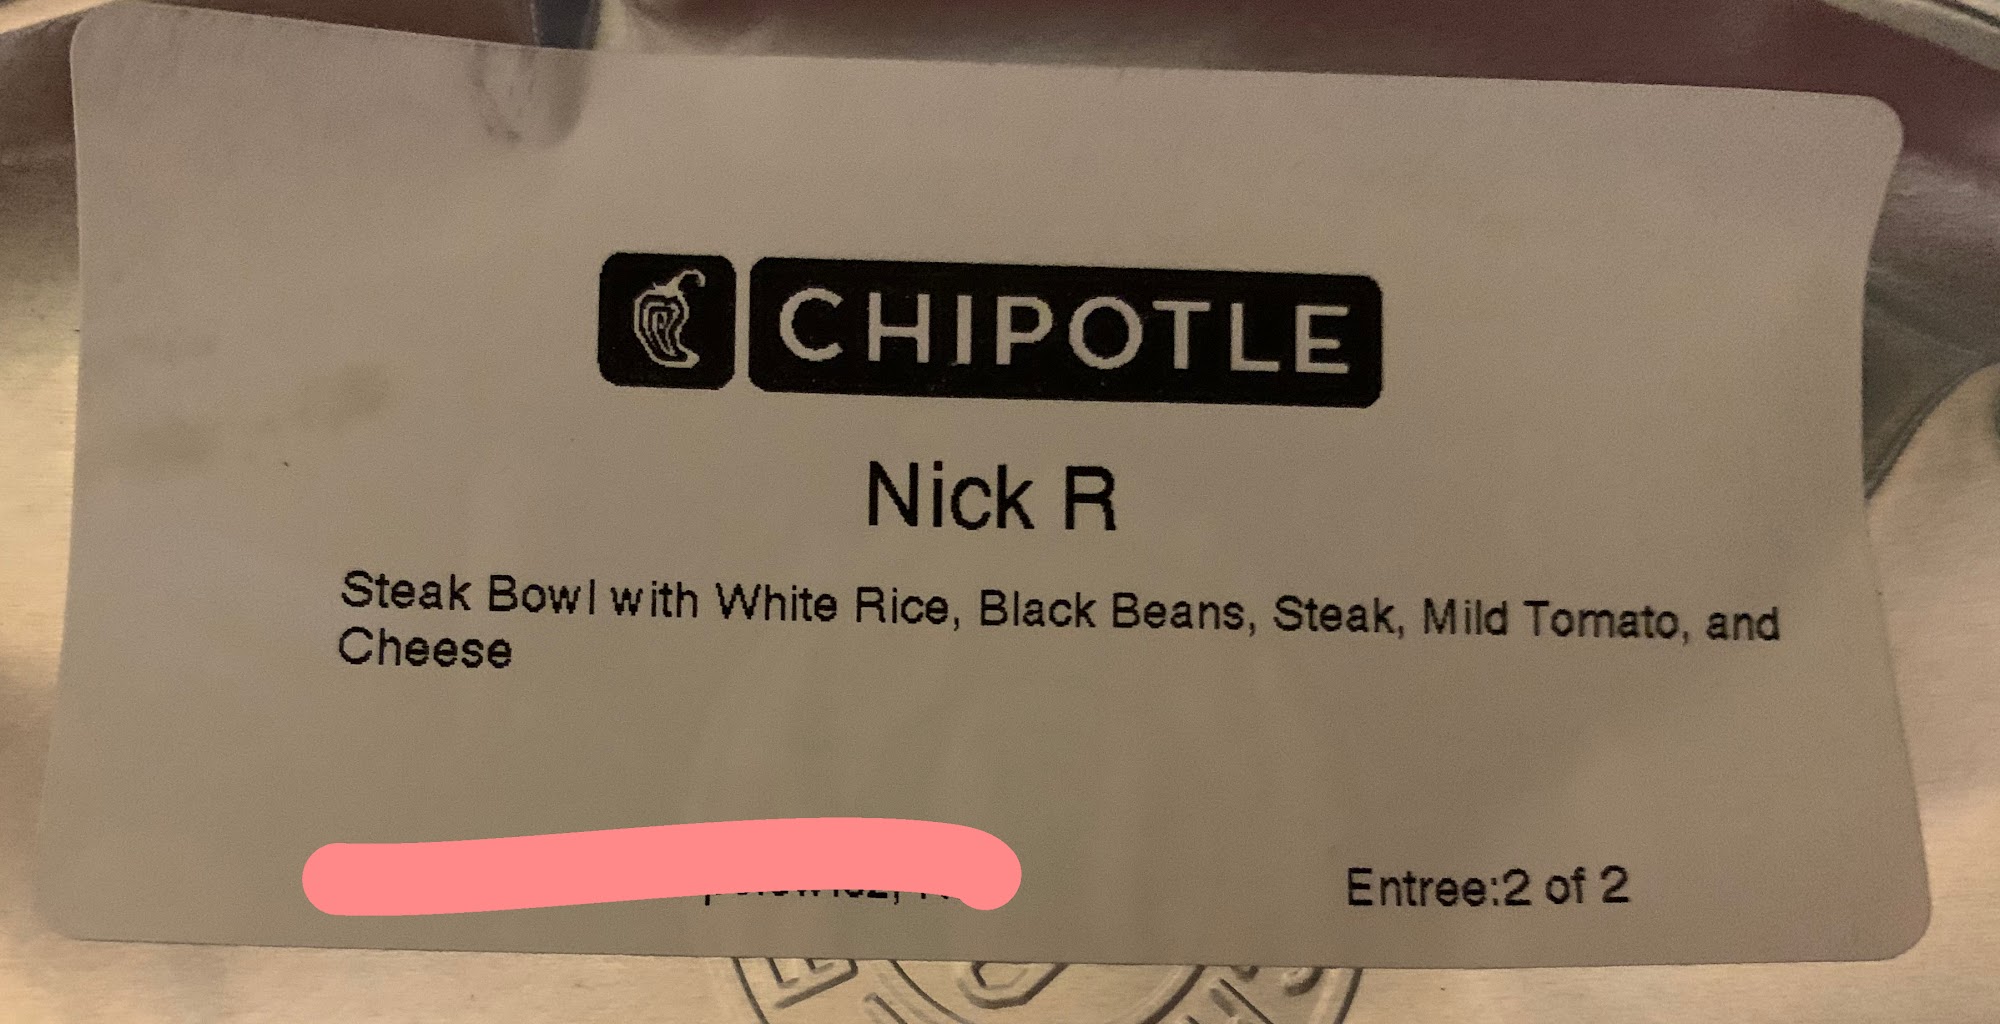 CHIPOTLE
Nick R
Steak Bowl with White Rice, Black Beans, Steak, Mild Tomato, and
Cheese
Entree:2 of 2